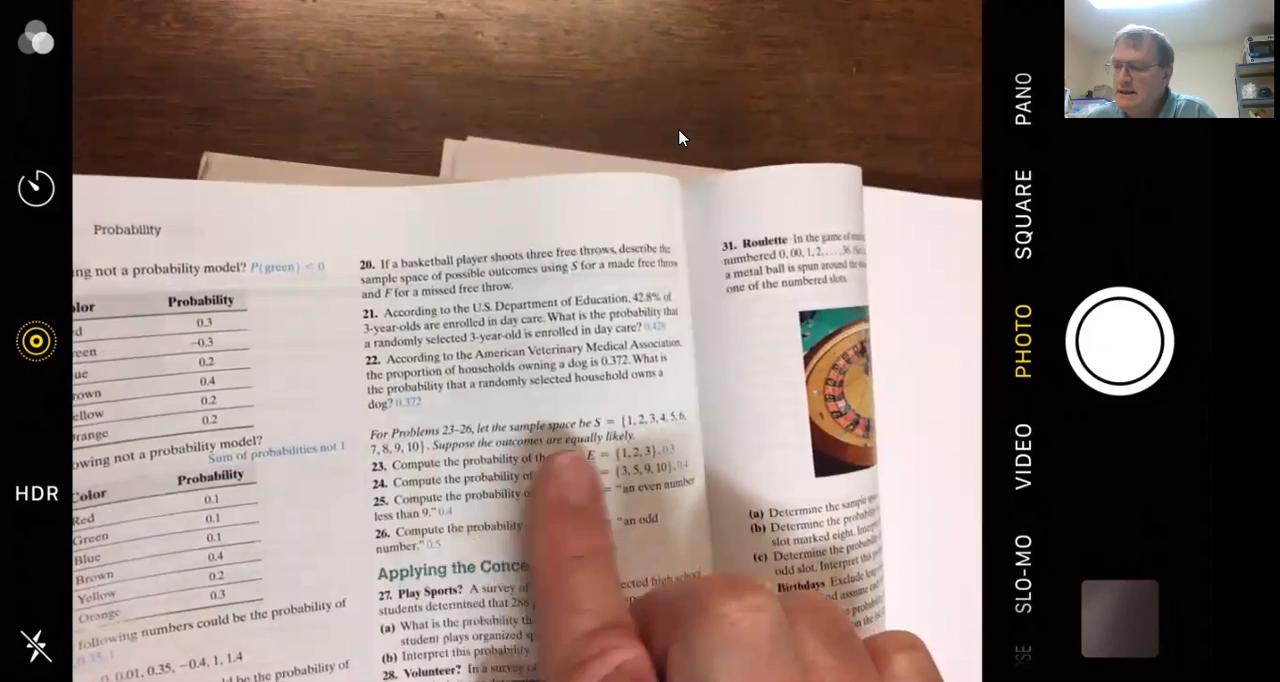 Probability
ing not a probability model? P(green) < 0
Probability
0.3
-0.3
0.2
0.4
0.2
0.2
owing not a probability model?
Sum of probabilities not 1
Color Probability
Red 0.1
Green 0.1
Blue 0.1
Brown 0.4
Yellow 0.2
Orange 0.3
following numbers could be the probability of
0.01, 0.35, −0.4, 1, 1.4
be the probability of
20. If a basketball player shoots three free throws, describe the
sample space of possible outcomes using S for a made free throw
and F for a missed free throw.
21. According to the U.S. Department of Education, 42.8% of
3-year-olds are enrolled in day care. What is the probability that
a randomly selected 3-year-old is enrolled in day care? 0.428
22. According to the American Veterinary Medical Association,
the proportion of households owning a dog is 0.372. What is
the probability that a randomly selected household owns a
dog? 0.372
For Problems 23–26, let the sample space be S = {1, 2, 3, 4, 5, 6,
7, 8, 9, 10}. Suppose the outcomes are equally likely.
23. Compute the probability of the E = {1, 2, 3}. 0.3
24. Compute the probability of = {3, 5, 9, 10}. 0.4
25. Compute the probability = "an even number
less than 9." 0.4
26. Compute the probability "an odd
number." 0.5
Applying the
27. Play Sports? A survey of ected high school
students determined that 288
(a) What is the probability
student plays organized
(b) Interpret this probability
28. Volunteer? In a survey
31. Roulette In the game of
numbered 0, 00, 1, 2, . . . , 36.
a metal ball is spun around the
one of the numbered slots
(a) Determine the sample
(b) Determine the
slot marked eight.
(c) Determine the
odd slot. Interpret this
Birthdays Exclude
assume
HDR
PANO
SQUARE
PHOTO
VIDEO
SLO-MO